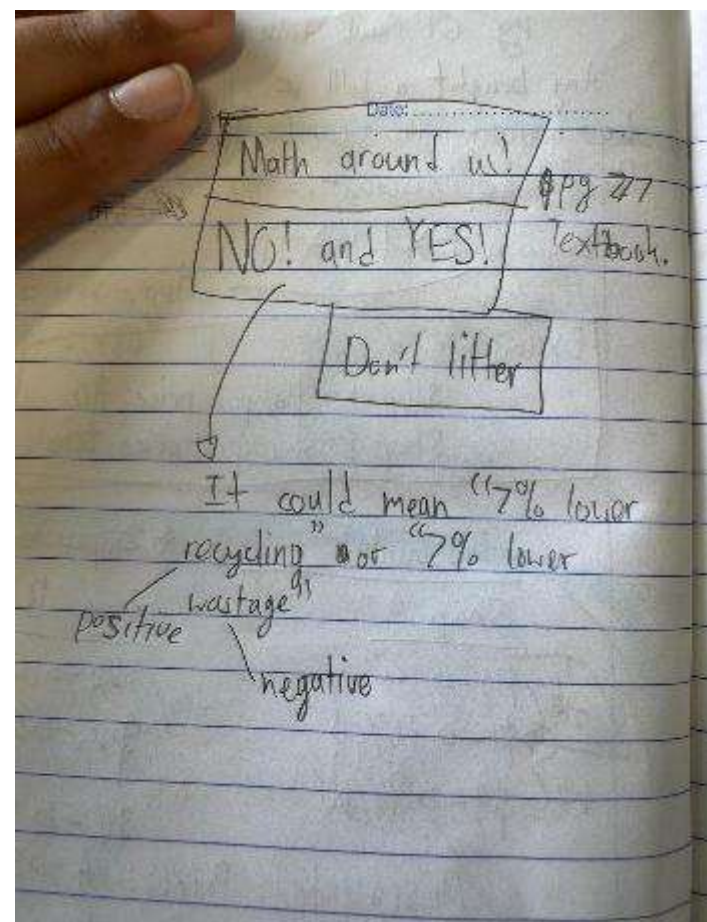 Date:
Math around us!
pg 77
NO! and YES!
Textbook.
Don't litter
It could mean “7% lower
recycling” or “7% lower
wastage”
positive
negative